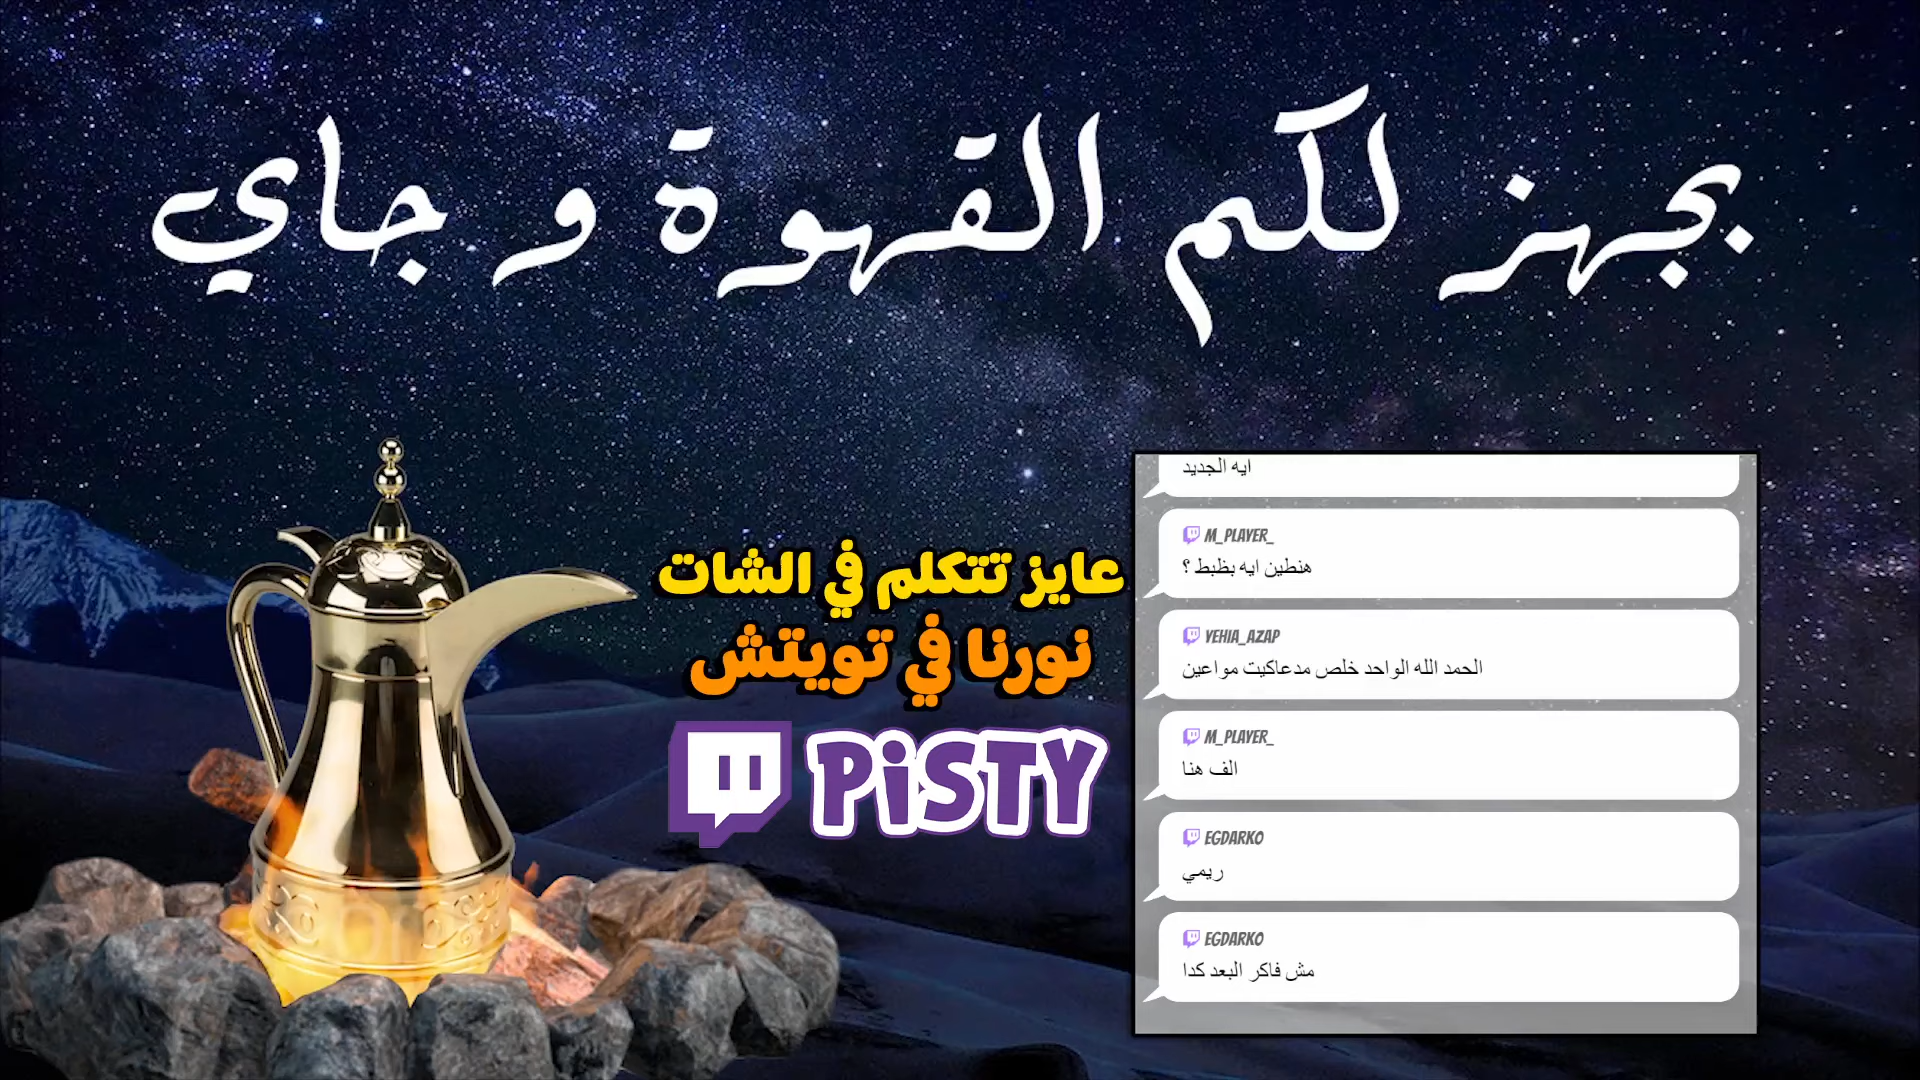 بجهز لكم القهوة و جاي
عايز تتكلم في الشات
نورنا في تويتش
PiSTY
ايه الجديد
M_PLAYER_
هنطين ايه بظبط ؟
YEHIA_AZAP
الحمد الله الواحد خلص مدعاكيت مواعين
M_PLAYER_
الف هنا
EGDARKO
ريمي
EGDARKO
مش فاكر البعد كدا